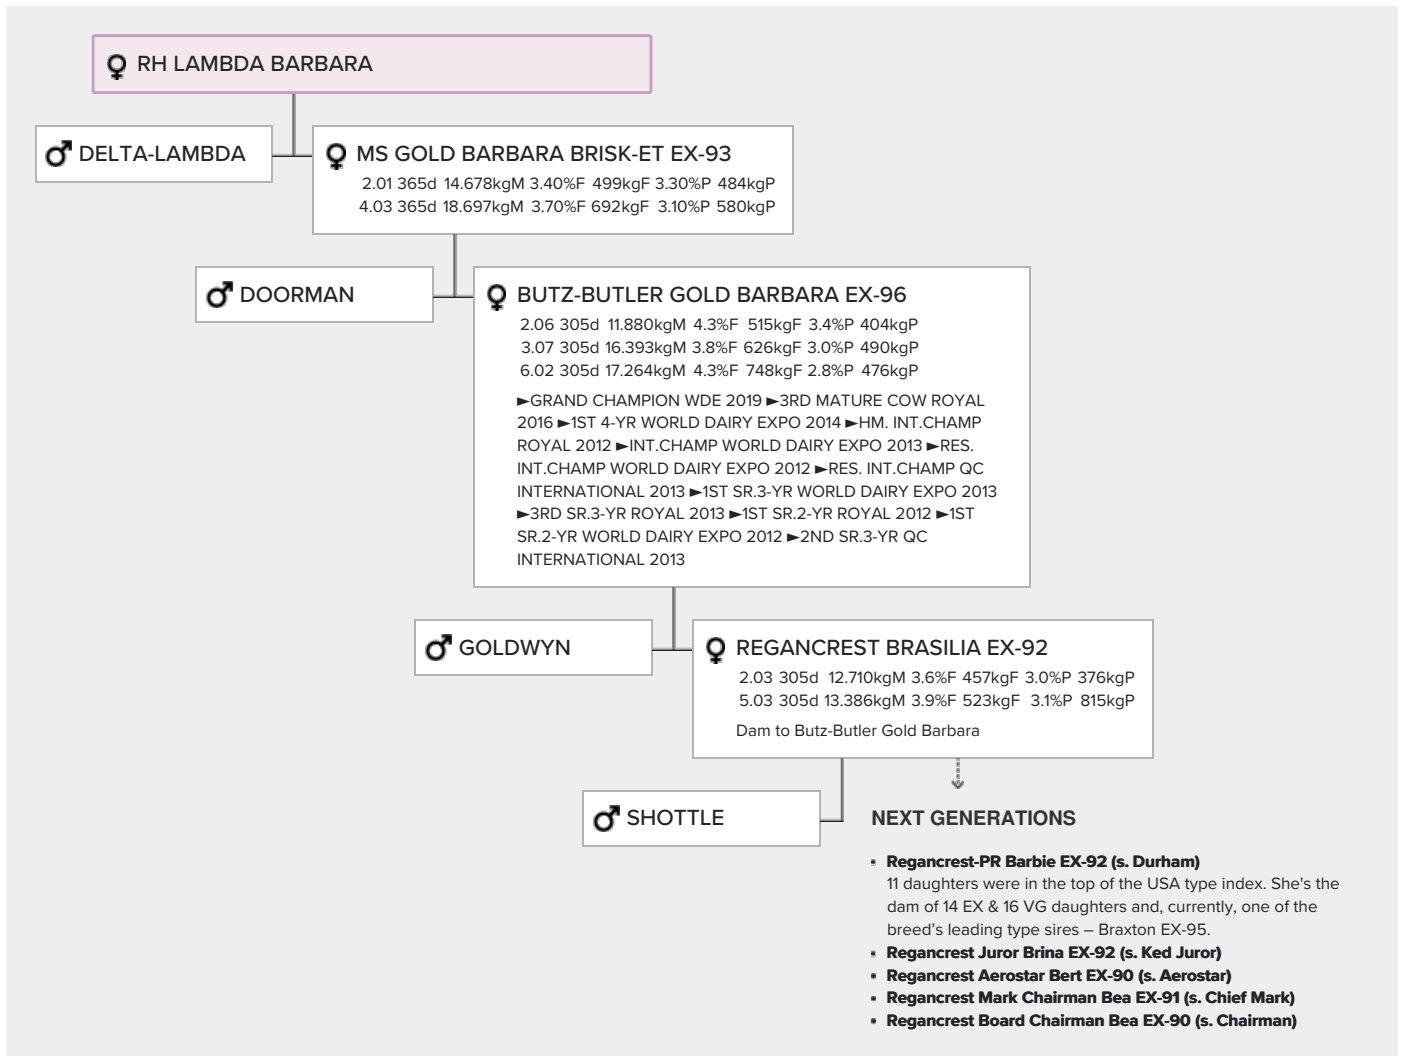 ♀ RH LAMBDA BARBARA
♂ DELTA-LAMBDA
♀ MS GOLD BARBARA BRISK-ET EX-93
2.01 365d 14.678kgM 3.40%F 499kgF 3.30%P 484kgP
4.03 365d 18.697kgM 3.70%F 692kgF 3.10%P 580kgP
♂ DOORMAN
♀ BUTZ-BUTLER GOLD BARBARA EX-96
2.06 305d 11.880kgM 4.3%F 515kgF 3.4%P 404kgP
3.07 305d 16.393kgM 3.8%F 626kgF 3.0%P 490kgP
6.02 305d 17.264kgM 4.3%F 748kgF 2.8%P 476kgP
►GRAND CHAMPION WDE 2019 ►3RD MATURE COW ROYAL
2016 ►1ST 4-YR WORLD DAIRY EXPO 2014 ►HM. INT.CHAMP
ROYAL 2012 ►INT.CHAMP WORLD DAIRY EXPO 2013 ►RES.
INT.CHAMP WORLD DAIRY EXPO 2012 ►RES. INT.CHAMP QC
INTERNATIONAL 2013 ►1ST SR.3-YR WORLD DAIRY EXPO 2013
►3RD SR.3-YR ROYAL 2013 ►1ST SR.2-YR ROYAL 2012 ►1ST
SR.2-YR WORLD DAIRY EXPO 2012 ►2ND SR.3-YR QC
INTERNATIONAL 2013
♂ GOLDWYN
♀ REGANCREST BRASILIA EX-92
2.03 305d 12.710kgM 3.6%F 457kgF 3.0%P 376kgP
5.03 305d 13.386kgM 3.9%F 523kgF 3.1%P 815kgP
Dam to Butz-Butler Gold Barbara
♂ SHOTTLE
NEXT GENERATIONS
▪ Regancrest-PR Barbie EX-92 (s. Durham)
11 daughters were in the top of the USA type index. She's the
dam of 14 EX & 16 VG daughters and, currently, one of the
breed’s leading type sires – Braxton EX-95.
▪ Regancrest Juror Brina EX-92 (s. Ked Juror)
▪ Regancrest Aerostar Bert EX-90 (s. Aerostar)
▪ Regancrest Mark Chairman Bea EX-91 (s. Chief Mark)
▪ Regancrest Board Chairman Bea EX-90 (s. Chairman)